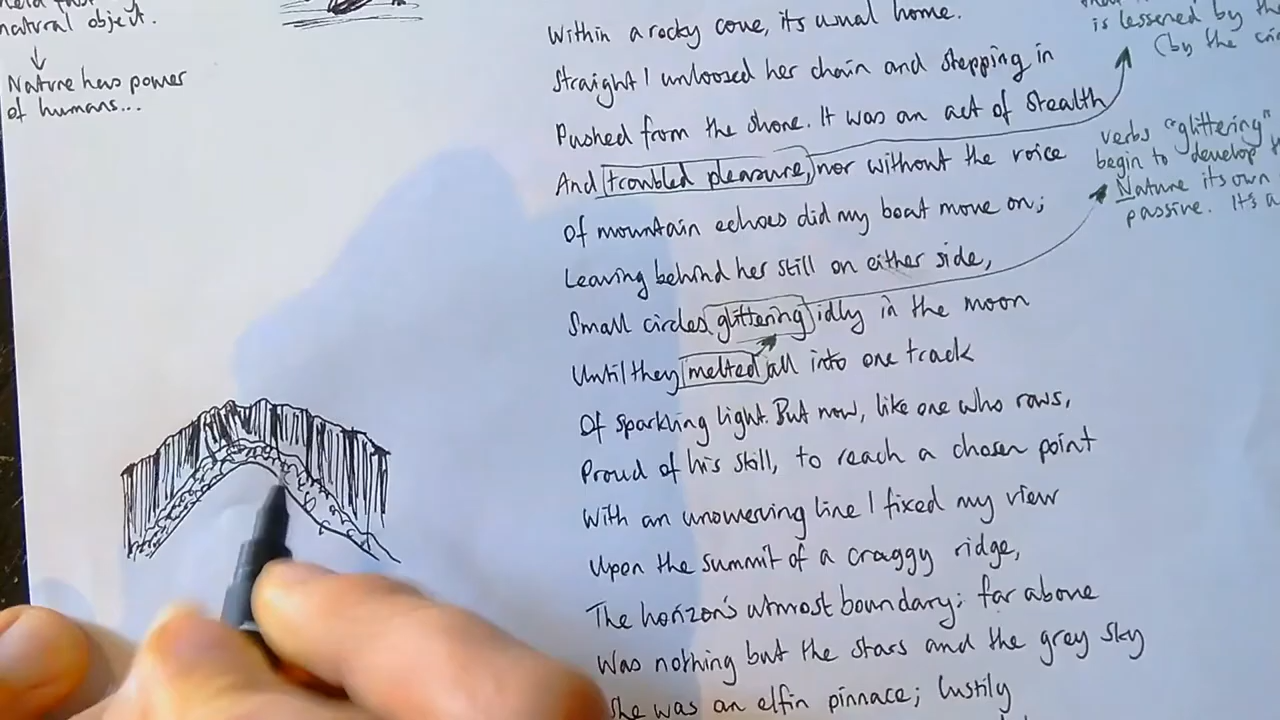 natural object.
↓
Nature has power
of humans...
Within a rocky cove, its usual home.
Straight I unloosed her chain and stepping in
Pushed from the shore. It was an act of stealth
And troubled pleasure, nor without the voice
Of mountain echoes did my boat move on;
Leaving behind her still on either side,
Small circles glittering idly in the moon
Until they melted all into one track
Of sparkling light. But now, like one who rows,
Proud of his skill, to reach a chosen point
With an unswerving line I fixed my view
Upon the summit of a craggy ridge,
The horizon's utmost boundary; far above
Was nothing but the stars and the grey sky
She was an elfin pinnace; lustily
is lessened by the
(by the
verbs "glittering"
begin to develop
Nature its own
passive. It's a